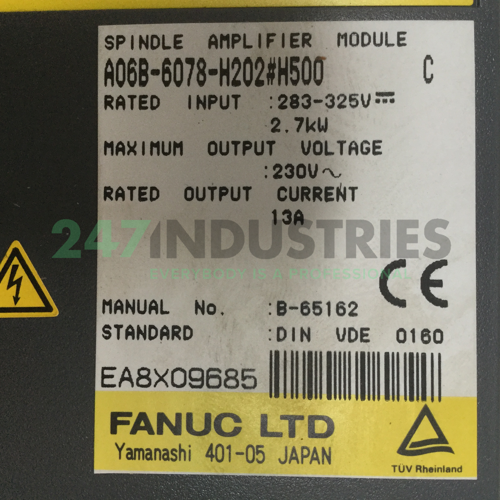 SPINDLE AMPLIFIER MODULE
A06B-6078-H202#H500 C
RATED INPUT :283-325V⎓
2.7kW
MAXIMUM OUTPUT VOLTAGE
:230V～
RATED OUTPUT CURRENT
13A
247INDUSTRIES
EVERYBODY IS A PROFESSIONAL
CE
MANUAL No. :B-65162
STANDARD :DIN VDE 0160
EA8X09685
FANUC LTD
Yamanashi 401-05 JAPAN
TÜV Rheinland